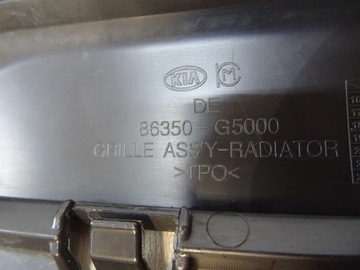 KIA
DE
86350-G5000
GRILLE ASS'Y-RADIATOR
>TPO<